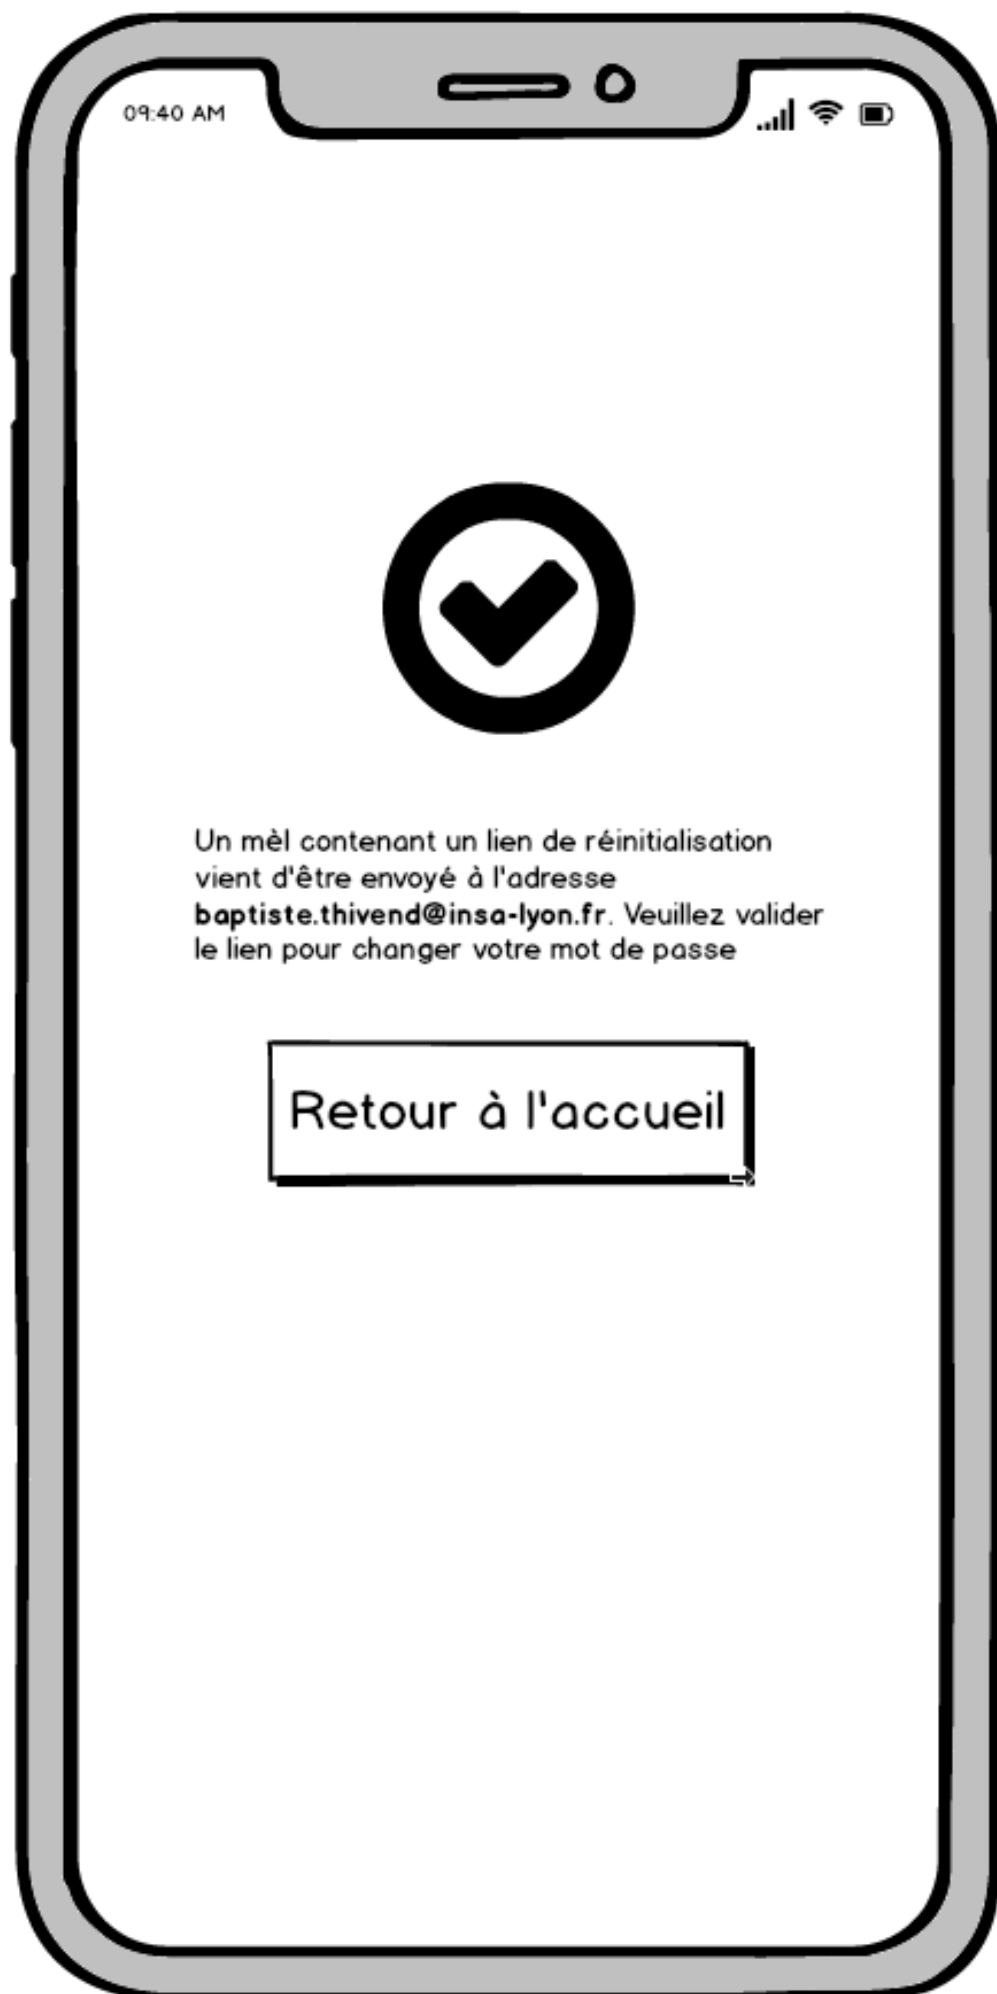 09:40 AM
Un mèl contenant un lien de réinitialisation
vient d'être envoyé à l'adresse
baptiste.thivend@insa-lyon.fr. Veuillez valider
le lien pour changer votre mot de passe
Retour à l'accueil